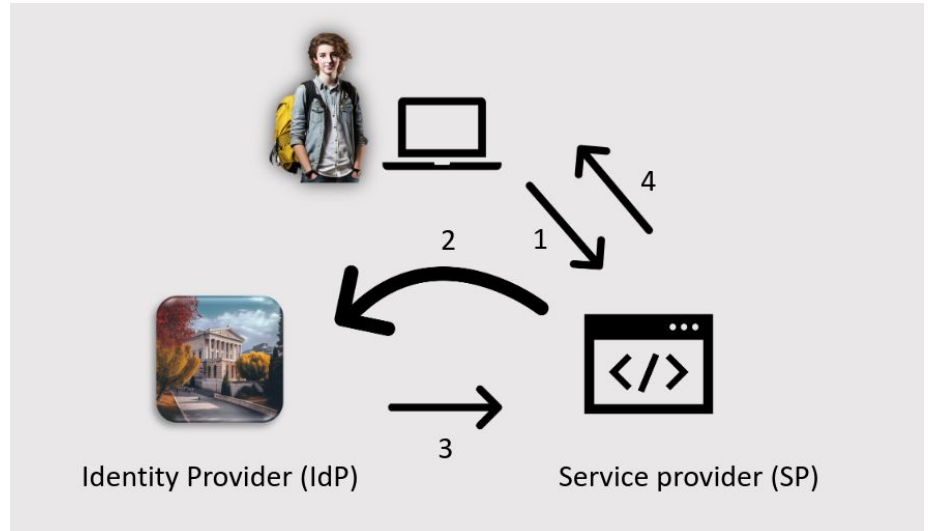 4
1
2
</>
3
Identity Provider (IdP)
Service provider (SP)